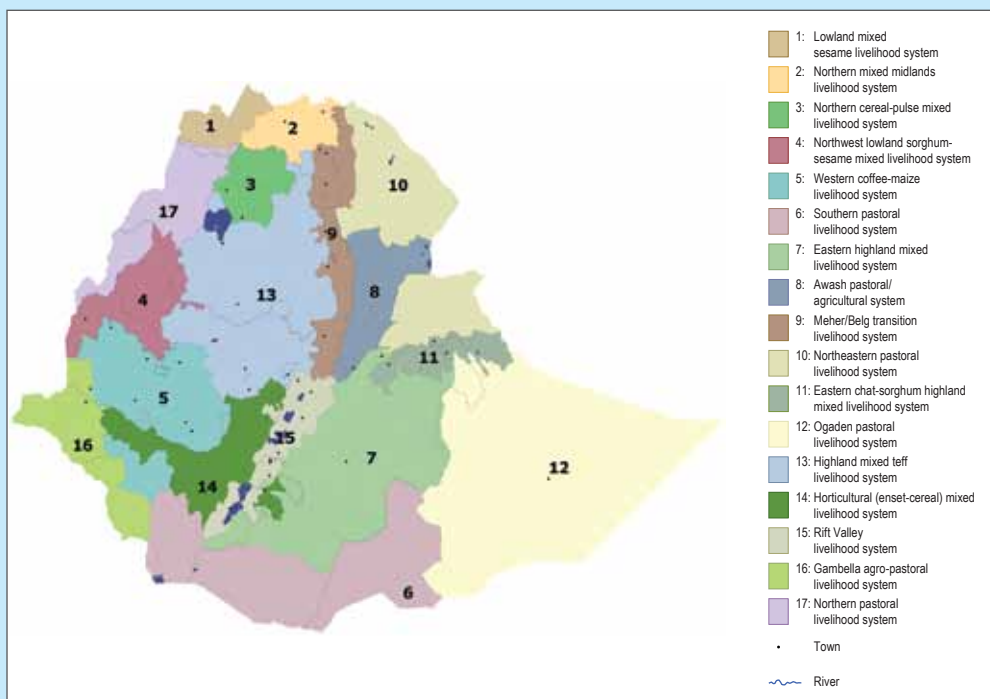 1
2
3
10
17
9
4
13
8
11
5
15
16
7
12
14
6
1: Lowland mixed
sesame livelihood system
2: Northern mixed midlands
livelihood system
3: Northern cereal-pulse mixed
livelihood system
4: Northwest lowland sorghum-
sesame mixed livelihood system
5: Western coffee-maize
livelihood system
6: Southern pastoral
livelihood system
7: Eastern highland mixed
livelihood system
8: Awash pastoral/
agricultural system
9: Meher/Belg transition
livelihood system
10: Northeastern pastoral
livelihood system
11: Eastern chat-sorghum highland
mixed livelihood system
12: Ogaden pastoral
livelihood system
13: Highland mixed teff
livelihood system
14: Horticultural (enset-cereal) mixed
livelihood system
15: Rift Valley
livelihood system
16: Gambella agro-pastoral
livelihood system
17: Northern pastoral
livelihood system
Town
River